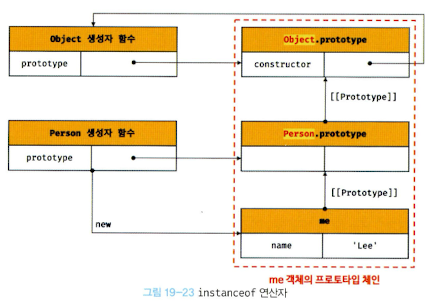 Object 생성자 함수
prototype
Object.prototype
constructor
[[Prototype]]
Person 생성자 함수
prototype
Person.prototype
[[Prototype]]
new
me
name
'Lee'
me 객체의 프로토타입 체인
그림 19-23 instanceof 연산자